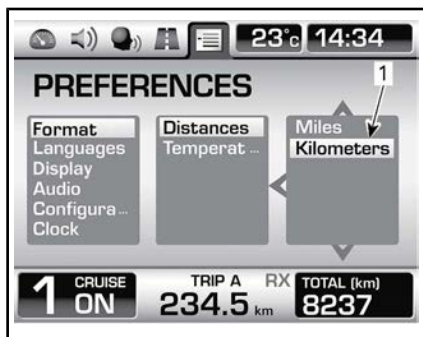 23°c 14:34
PREFERENCES
1
Format
Languages
Display
Audio
Configura ...
Clock
Distances
Temperat ...
Miles
Kilometers
1 CRUISE ON
TRIP A
234.5 km
RX
TOTAL (km)
8237